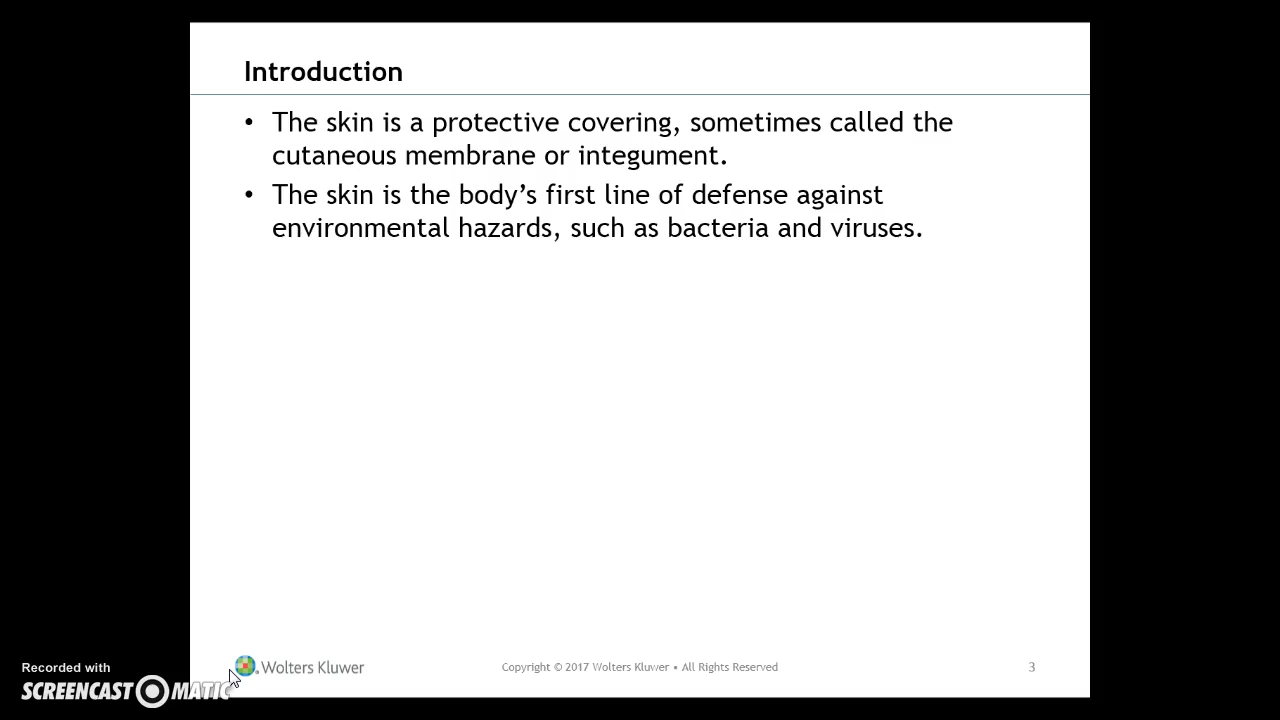 Introduction
• The skin is a protective covering, sometimes called the
cutaneous membrane or integument.
• The skin is the body’s first line of defense against
environmental hazards, such as bacteria and viruses.
Wolters Kluwer
Copyright © 2017 Wolters Kluwer • All Rights Reserved
3
Recorded with
SCREENCAST MATIC